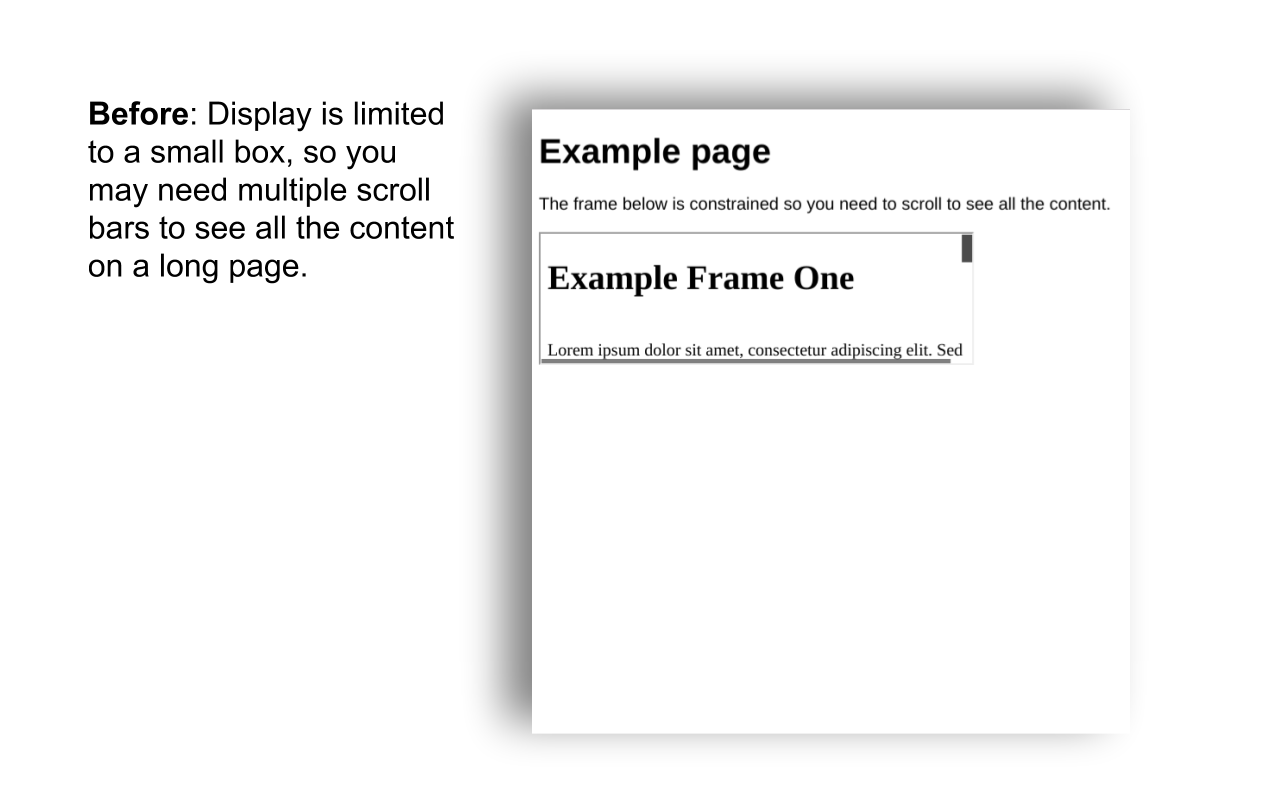 Before: Display is limited
to a small box, so you
may need multiple scroll
bars to see all the content
on a long page.
Example page
The frame below is constrained so you need to scroll to see all the content.
Example Frame One
Lorem ipsum dolor sit amet, consectetur adipiscing elit. Sed